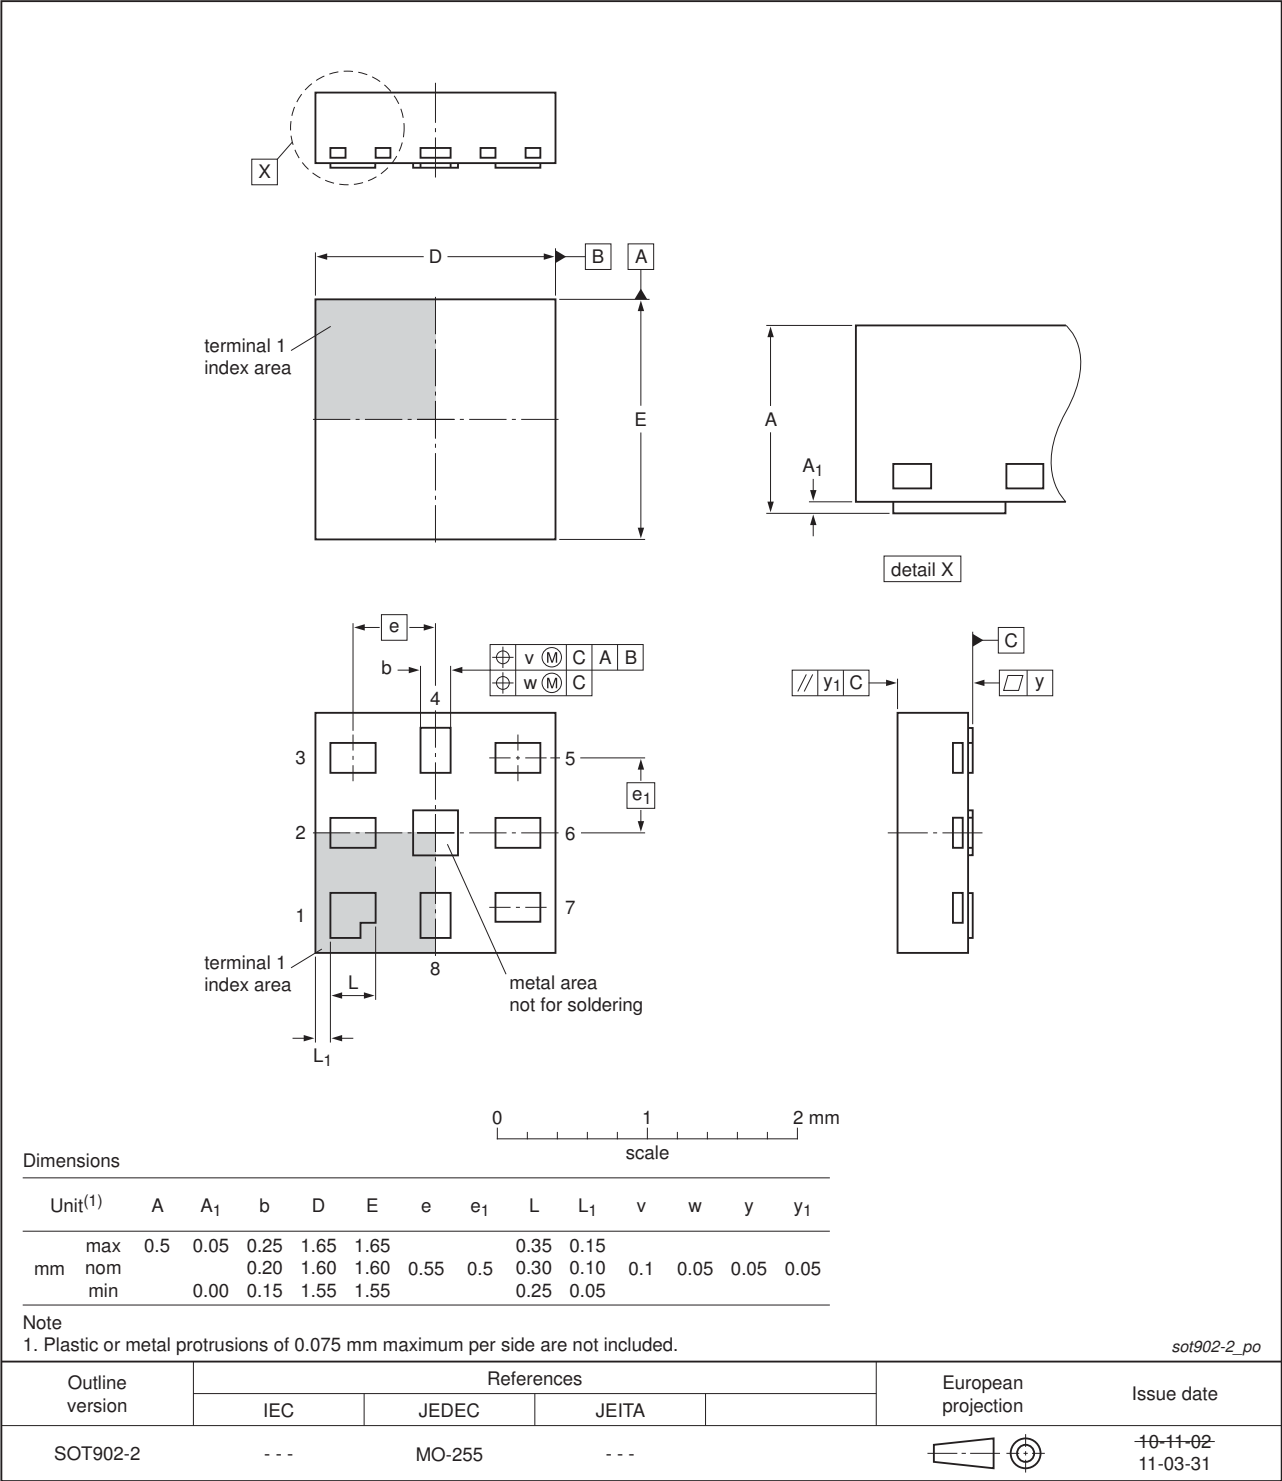 X
D
B A
terminal 1
index area
E
A
A1
detail X
e
b
v M C A B
w M C
4
3
5
e1
2
6
1
7
8
terminal 1
index area
L
L1
metal area
not for soldering
C
// y1 C
y
0 1 2 mm
scale
Dimensions
Unit(1) A A1 b D E e e1 L L1 v w y y1
max 0.5 0.05 0.25 1.65 1.65 0.35 0.15
mm nom 0.20 1.60 1.60 0.55 0.5 0.30 0.10 0.1 0.05 0.05 0.05
min 0.00 0.15 1.55 1.55 0.25 0.05
Note
1. Plastic or metal protrusions of 0.075 mm maximum per side are not included.
sot902-2_po
Outline
version
References
IEC JEDEC JEITA
European
projection
Issue date
SOT902-2 - - - MO-255 - - -
10-11-02
11-03-31